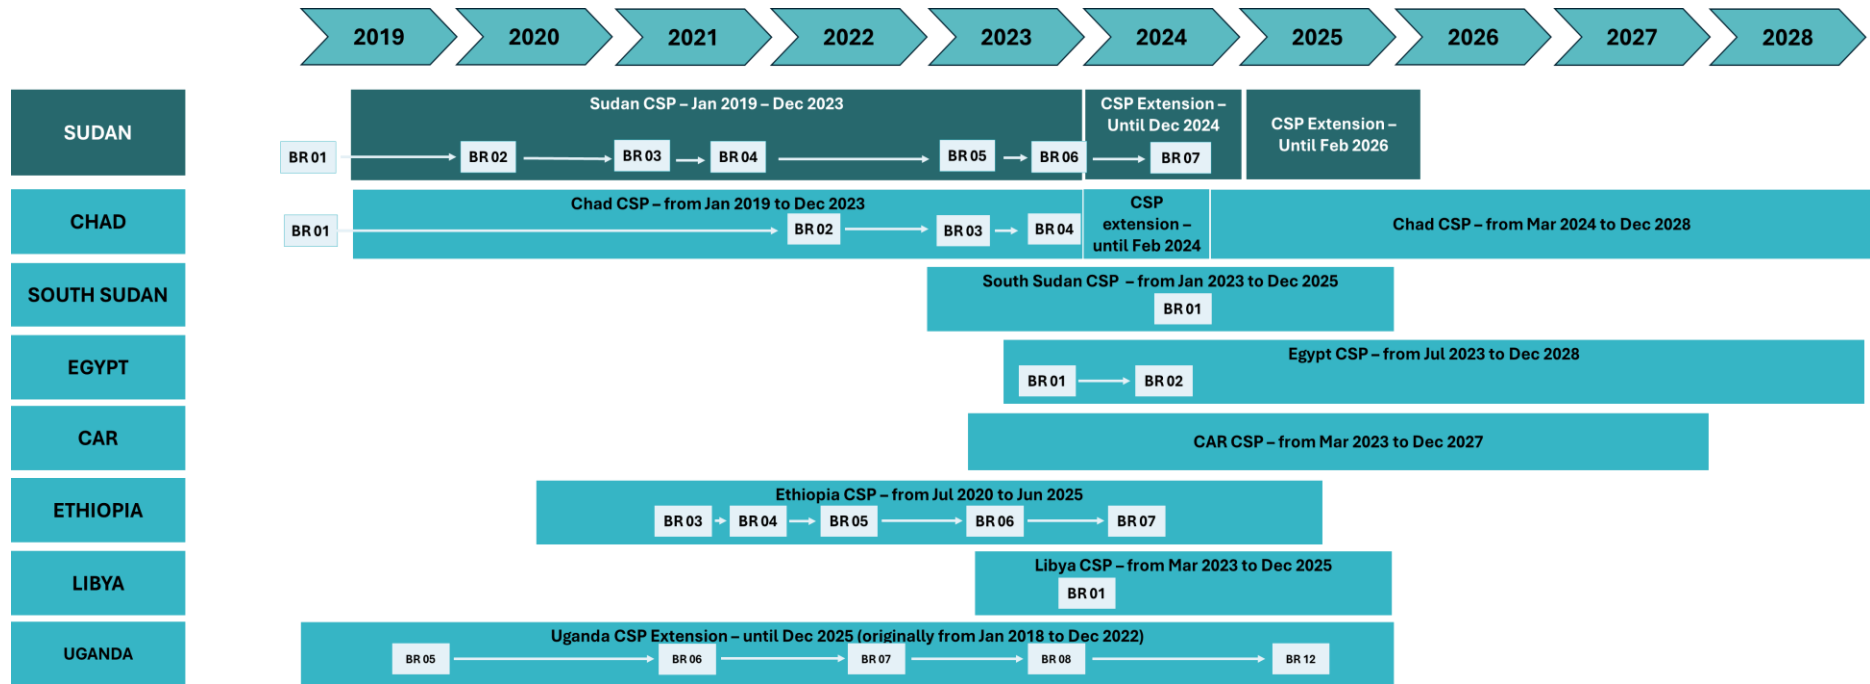 2019 2020 2021 2022 2023 2024 2025 2026 2027 2028
SUDAN
Sudan CSP – Jan 2019 – Dec 2023
BR 01 BR 02 BR 03 BR 04 BR 05 BR 06
CSP Extension –
Until Dec 2024
BR 07
CSP Extension –
Until Feb 2026
CHAD
Chad CSP – from Jan 2019 to Dec 2023
BR 01 BR 02 BR 03 BR 04
CSP
extension –
until Feb 2024
Chad CSP – from Mar 2024 to Dec 2028
SOUTH SUDAN
South Sudan CSP – from Jan 2023 to Dec 2025
BR 01
EGYPT
Egypt CSP – from Jul 2023 to Dec 2028
BR 01 BR 02
CAR
CAR CSP – from Mar 2023 to Dec 2027
ETHIOPIA
Ethiopia CSP – from Jul 2020 to Jun 2025
BR 03 BR 04 BR 05 BR 06 BR 07
LIBYA
Libya CSP – from Mar 2023 to Dec 2025
BR 01
UGANDA
Uganda CSP Extension – until Dec 2025 (originally from Jan 2018 to Dec 2022)
BR 05 BR 06 BR 07 BR 08 BR 12